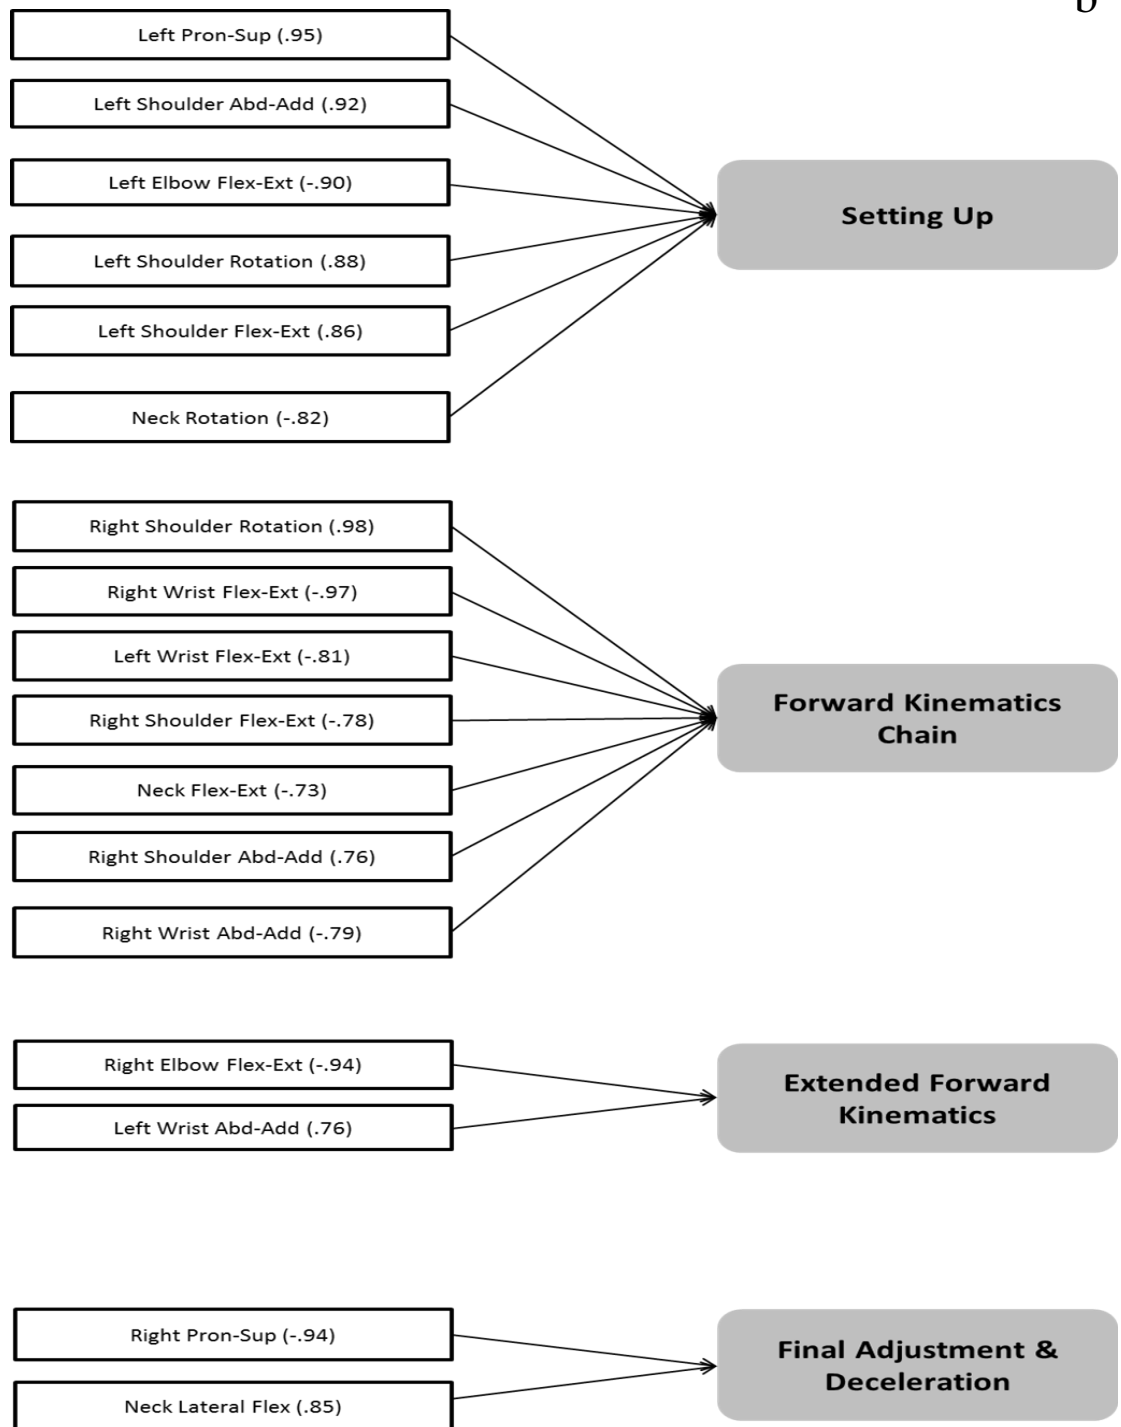 b
Left Pron-Sup (.95)
Left Shoulder Abd-Add (.92)
Left Elbow Flex-Ext (-.90)
Left Shoulder Rotation (.88)
Left Shoulder Flex-Ext (.86)
Neck Rotation (-.82)
Setting Up
Right Shoulder Rotation (.98)
Right Wrist Flex-Ext (-.97)
Left Wrist Flex-Ext (-.81)
Right Shoulder Flex-Ext (-.78)
Neck Flex-Ext (-.73)
Right Shoulder Abd-Add (.76)
Right Wrist Abd-Add (-.79)
Forward Kinematics
Chain
Right Elbow Flex-Ext (-.94)
Left Wrist Abd-Add (.76)
Extended Forward
Kinematics
Right Pron-Sup (-.94)
Neck Lateral Flex (.85)
Final Adjustment &
Deceleration